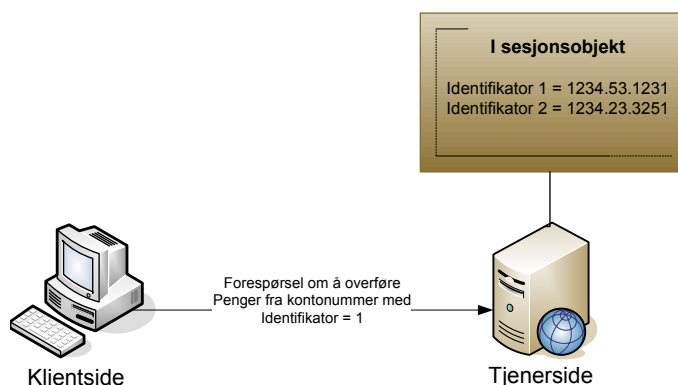 I sesjonsobjekt
Identifikator 1 = 1234.53.1231
Identifikator 2 = 1234.23.3251
Forespørsel om å overføre
Penger fra kontonummer med
Identifikator = 1
Klientside
Tjenerside